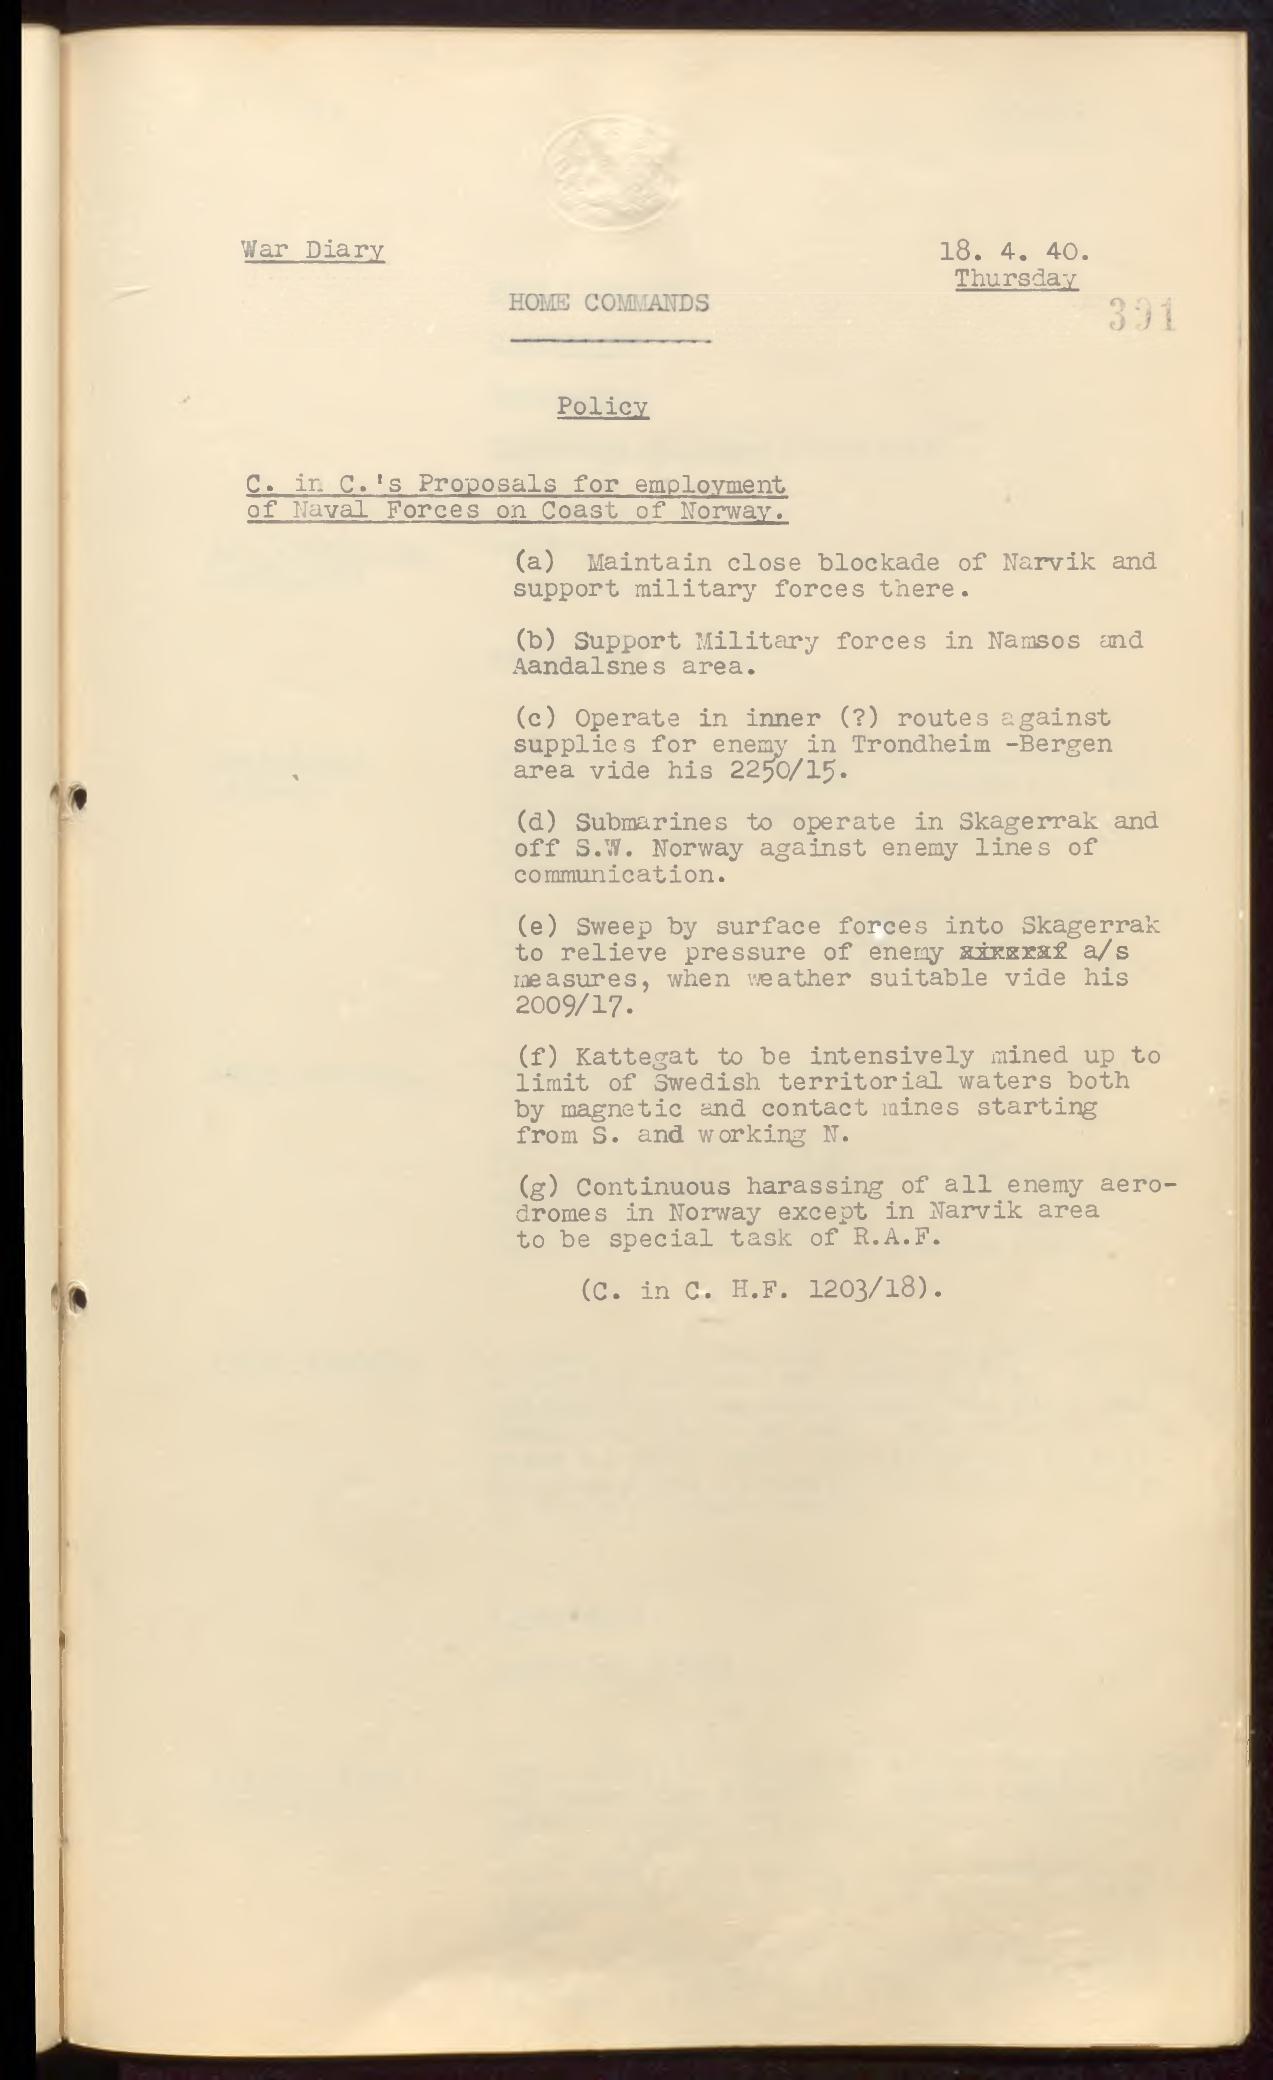 War Diary
18. 4. 40.
Thursday
HOME COMMANDS
391
Policy
C. in C.'s Proposals for employment
of Naval Forces on Coast of Norway.
(a) Maintain close blockade of Narvik and
support military forces there.
(b) Support Military forces in Namsos and
Aandalsnes area.
(c) Operate in inner (?) routes against
supplies for enemy in Trondheim -Bergen
area vide his 2250/15.
(d) Submarines to operate in Skagerrak and
off S.W. Norway against enemy lines of
communication.
(e) Sweep by surface forces into Skagerrak
to relieve pressure of enemy a/s
measures, when weather suitable vide his
2009/17.
(f) Kattegat to be intensively mined up to
limit of Swedish territorial waters both
by magnetic and contact mines starting
from S. and working N.
(g) Continuous harassing of all enemy aero-
dromes in Norway except in Narvik area
to be special task of R.A.F.
(C. in C. H.F. 1203/18).